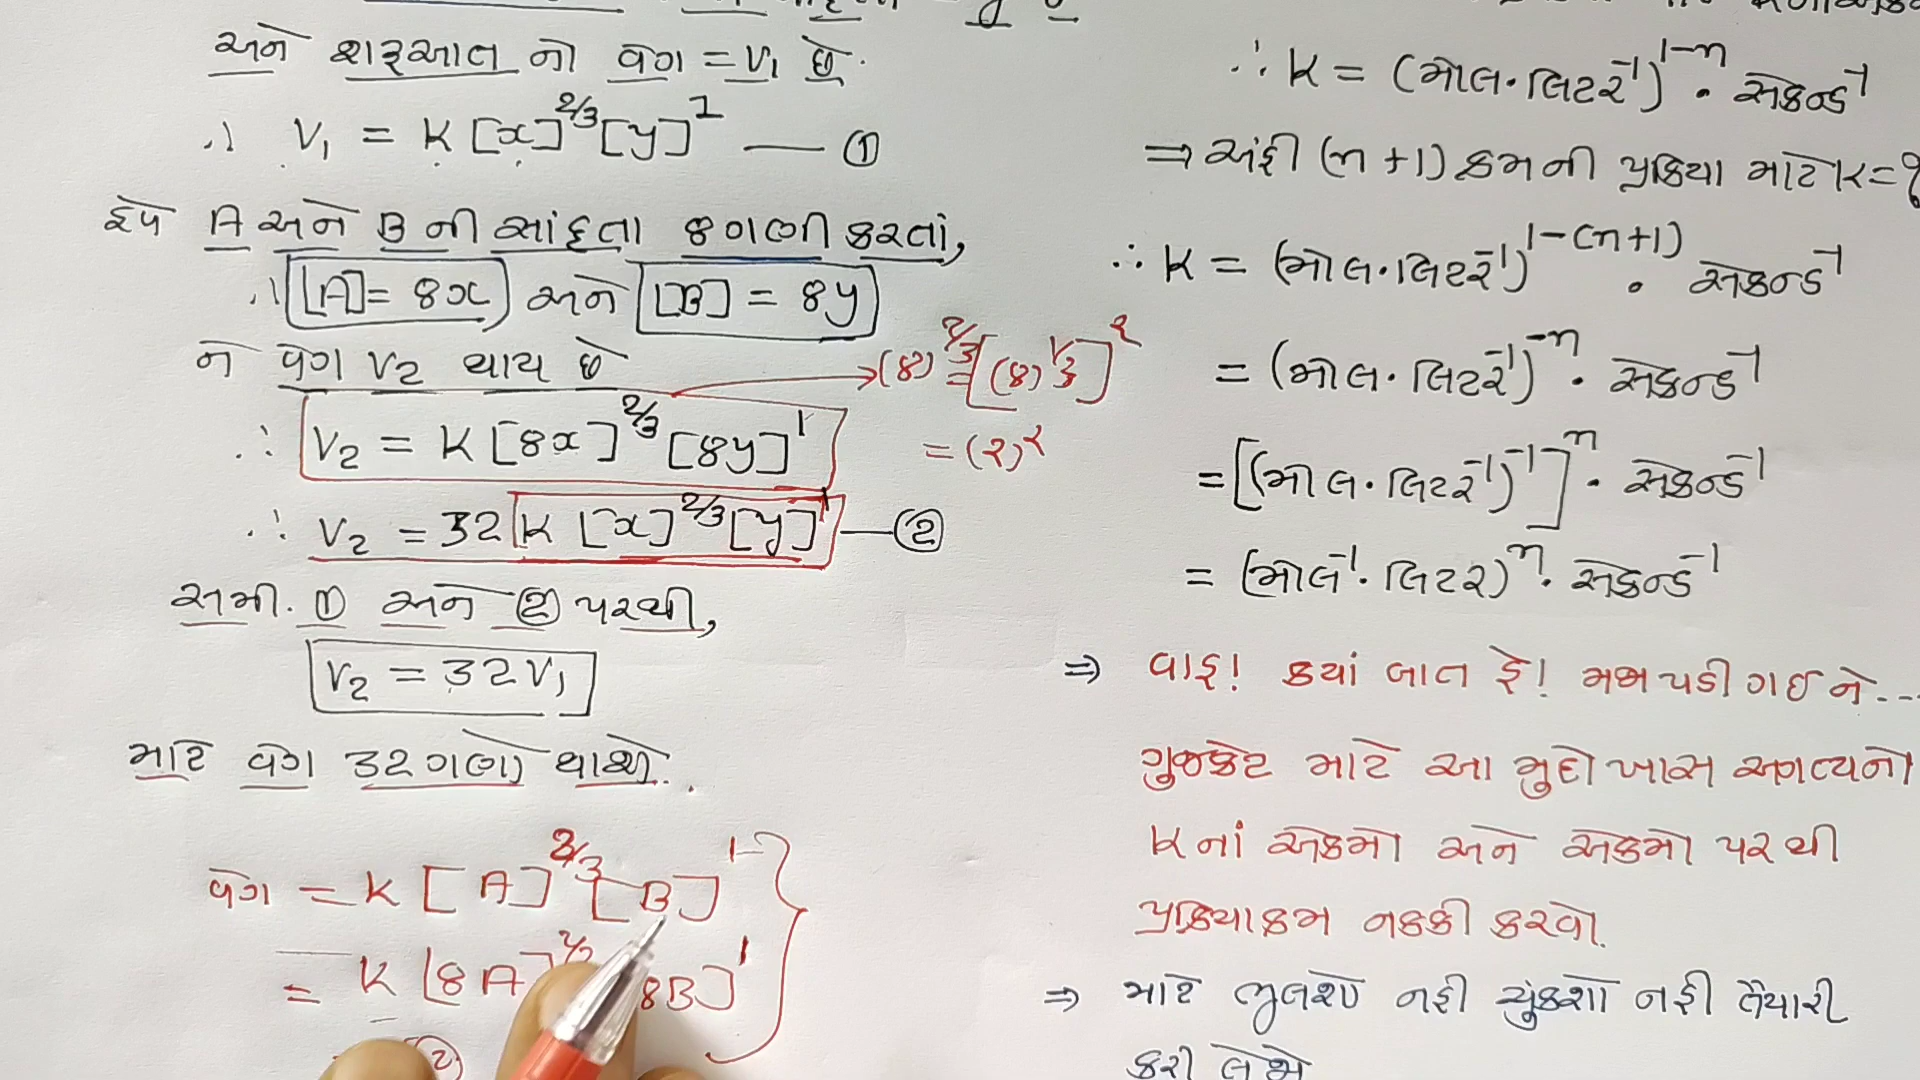 અને શરૂઆત નો વેગ = V₁ છે.
∴ V₁ = K [x]^2/3 [y]^1 — ①
હવે A અને B ની સાંદ્રતા 8 ગણી કરતાં,
∴ [A] = 8x અને [B] = 8y
ને વેગ V₂ થાય છે
→ (8)^2/3 = [(8)^1/3]^2
= (2)^2
∴ V₂ = K [8x]^2/3 [8y]^1
∴ V₂ = 32 K [x]^2/3 [y]^1 — ②
સમી. ① અને ② પરથી,
V₂ = 32 V₁
માટે વેગ 32 ગણો થાશે.
વેગ = K [A]^2/3 [B]^1
= K [8A]^2/3 8B]^1
∴ K = (મોલ·લિટર⁻¹)^1-n · સેકન્ડ⁻¹
⇒ અહીં (n+1) ક્રમની પ્રક્રિયા માટે K = ?
∴ K = (મોલ·લિટર⁻¹)^1-(n+1) · સેકન્ડ⁻¹
= (મોલ·લિટર⁻¹)^-n · સેકન્ડ⁻¹
= [(મોલ·લિટર⁻¹)⁻¹]^n · સેકન્ડ⁻¹
= (મોલ⁻¹·લિટર)^n · સેકન્ડ⁻¹
⇒ વાહ! ક્યાં બાત હે! મજા પડી ગઈ ને...
ગુજકેટ માટે આ મુદ્દો ખાસ અગત્યનો
K નાં એકમો અને એકમો પરથી
પ્રક્રિયાક્રમ નક્કી કરવો.
⇒ માટે ભુલશો નહી ચુંકશો નહી તૈયારી
કરી લેજો